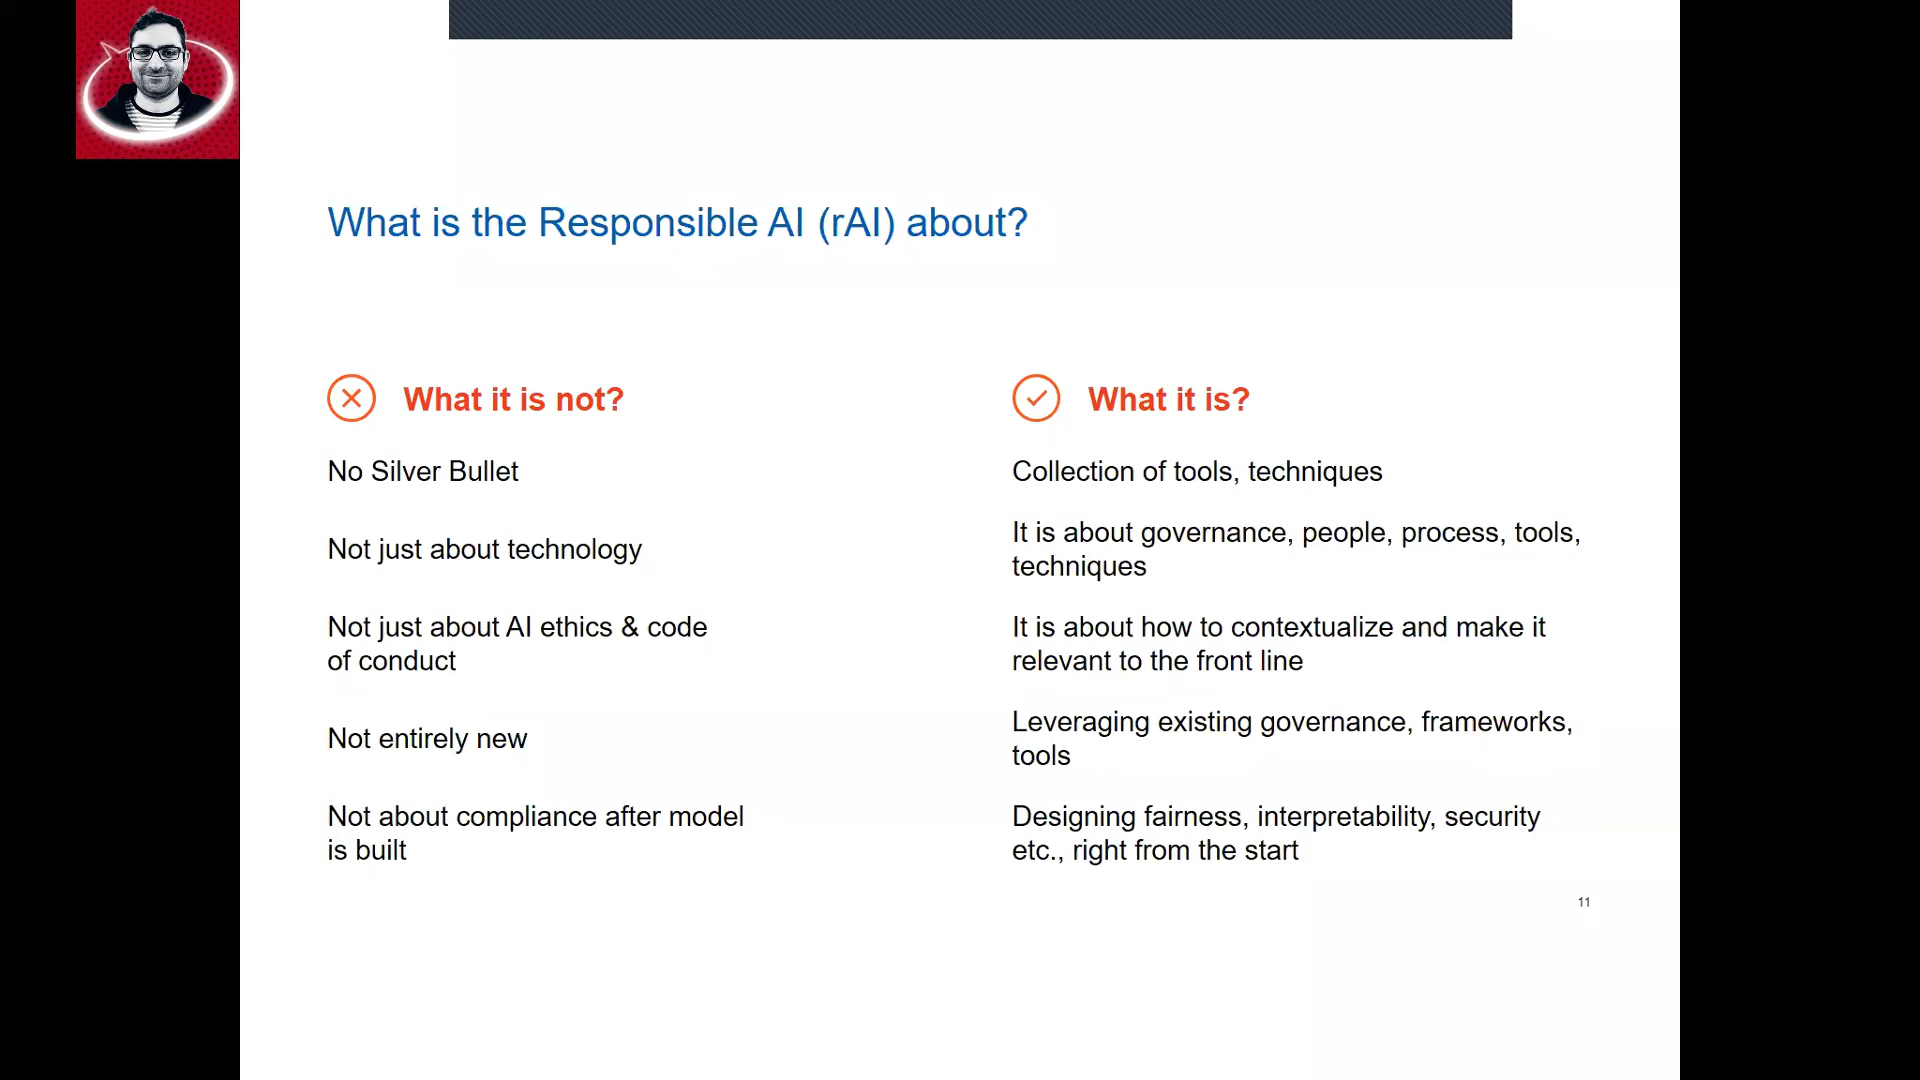 What is the Responsible AI (rAI) about?
What it is not?
What it is?
No Silver Bullet
Collection of tools, techniques
Not just about technology
It is about governance, people, process, tools,
techniques
Not just about AI ethics & code
of conduct
It is about how to contextualize and make it
relevant to the front line
Not entirely new
Leveraging existing governance, frameworks,
tools
Not about compliance after model
is built
Designing fairness, interpretability, security
etc., right from the start
11